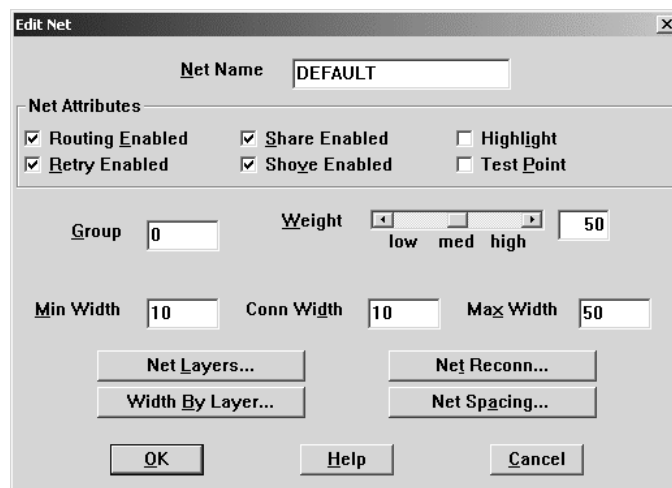 Edit Net
Net Name DEFAULT
Net Attributes
Routing Enabled Share Enabled Highlight
Retry Enabled Shove Enabled Test Point
Group 0 Weight 50
low med high
Min Width 10 Conn Width 10 Max Width 50
Net Layers... Net Reconn...
Width By Layer... Net Spacing...
OK Help Cancel